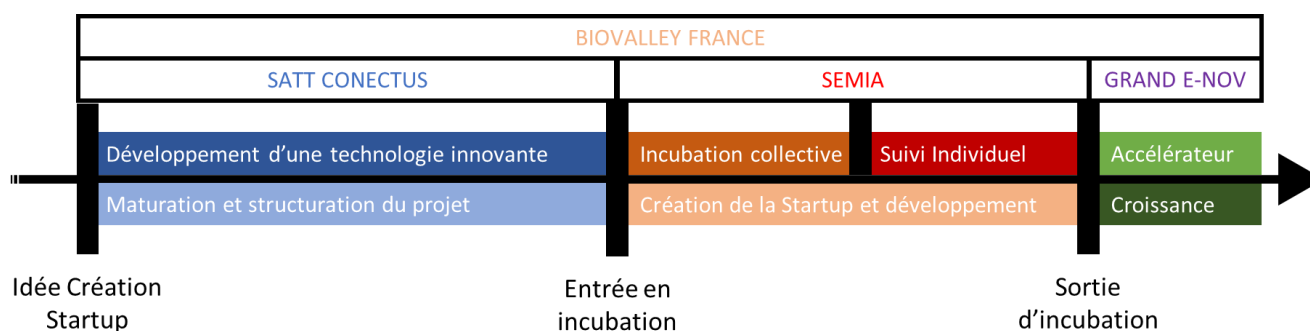 BIOVALLEY FRANCE
SATT CONECTUS
SEMIA
GRAND E-NOV
Développement d'une technologie innovante
Incubation collective
Suivi Individuel
Accélérateur
Maturation et structuration du projet
Création de la Startup et développement
Croissance
Idée Création
Startup
Entrée en
incubation
Sortie
d'incubation